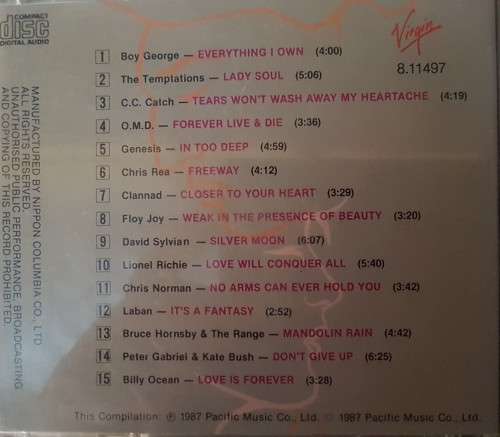 COMPACT
disc
DIGITAL AUDIO
Virgin
8.11497
1 Boy George — EVERYTHING I OWN (4:00)
2 The Temptations — LADY SOUL (5:06)
3 C.C. Catch — TEARS WON'T WASH AWAY MY HEARTACHE (4:19)
4 O.M.D. — FOREVER LIVE & DIE (3:36)
5 Genesis — IN TOO DEEP (4:59)
6 Chris Rea — FREEWAY (4:12)
7 Clannad — CLOSER TO YOUR HEART (3:29)
8 Floy Joy — WEAK IN THE PRESENCE OF BEAUTY (3:20)
9 David Sylvian — SILVER MOON (6:07)
10 Lionel Richie — LOVE WILL CONQUER ALL (5:40)
11 Chris Norman — NO ARMS CAN EVER HOLD YOU (3:42)
12 Laban — IT'S A FANTASY (2:52)
13 Bruce Hornsby & The Range — MANDOLIN RAIN (4:42)
14 Peter Gabriel & Kate Bush — DON'T GIVE UP (6:25)
15 Billy Ocean — LOVE IS FOREVER (3:28)
This Compilation: ℗ 1987 Pacific Music Co., Ltd. © 1987 Pacific Music Co., Ltd.
MANUFACTURED BY NIPPON COLUMBIA CO., LTD
ALL RIGHTS RESERVED
UNAUTHORISED PUBLIC PERFORMANCE, BROADCASTING
AND COPYING OF THIS RECORD PROHIBITED.